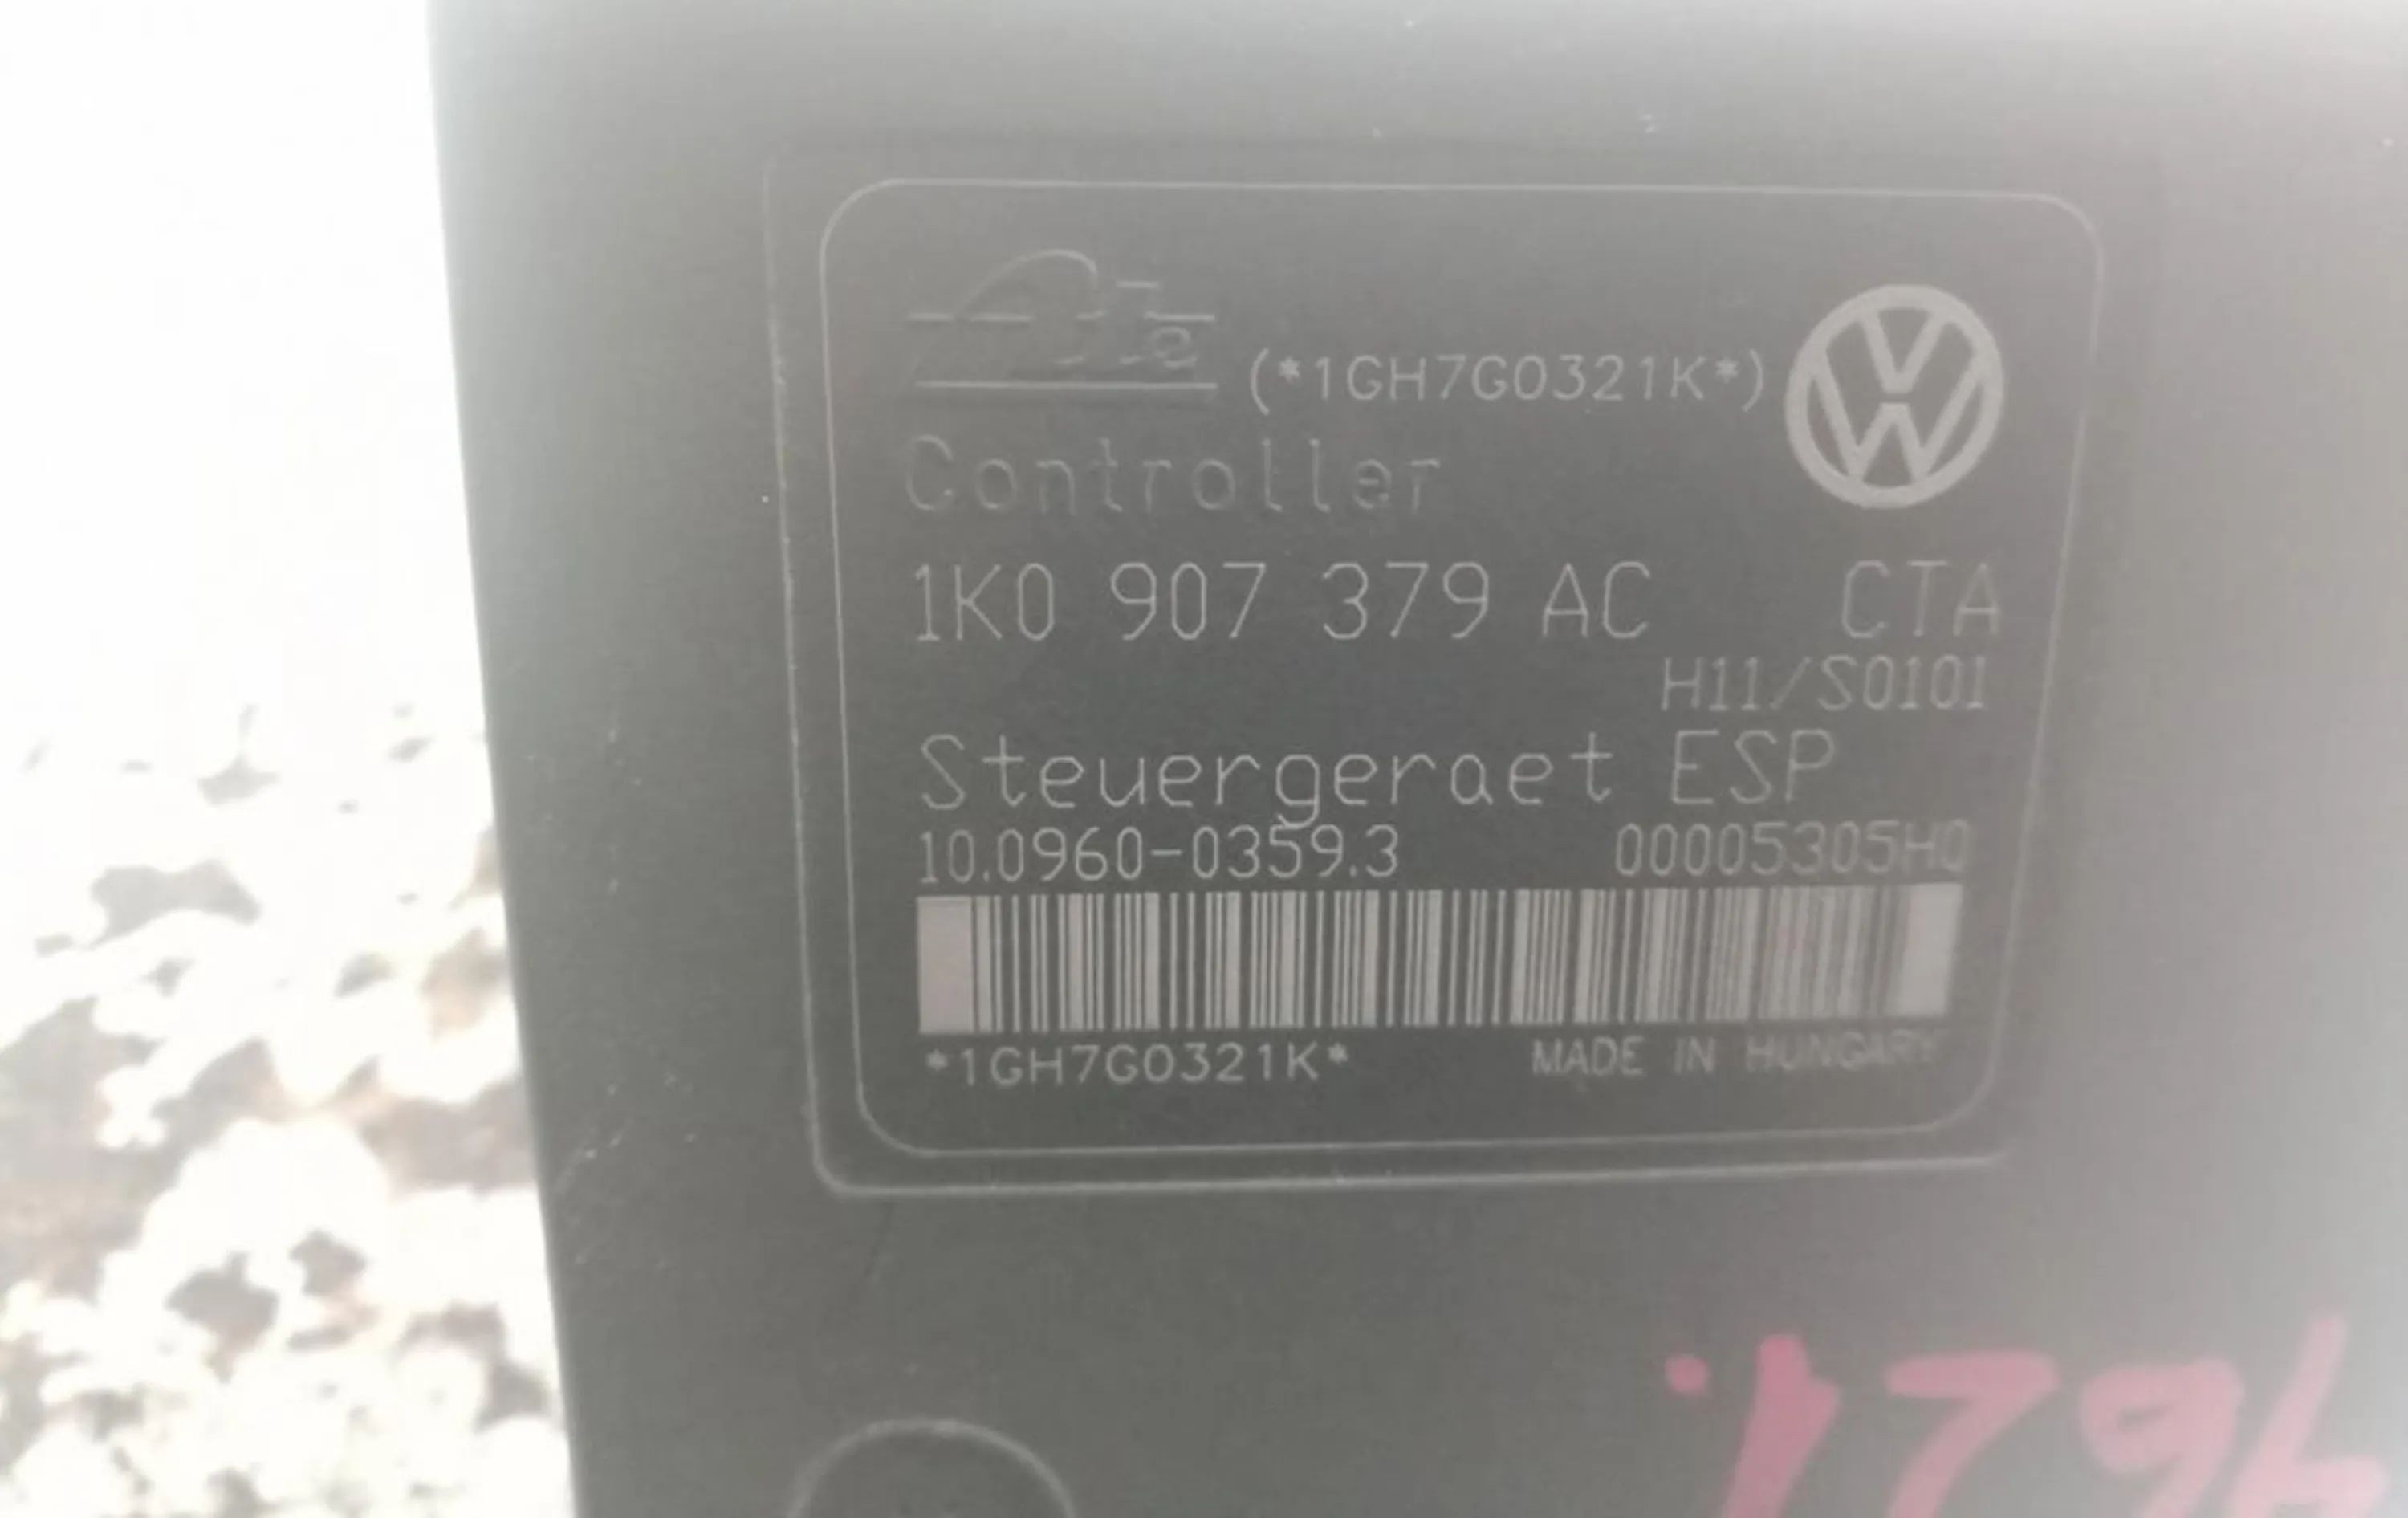 (*1GH7G0321K*)
Controller
1K0 907 379 AC CTA
H11/S0101
Steuergeraet ESP
10.0960-0359.3 00005305H0
*1GH7G0321K* MADE IN HUNGARY